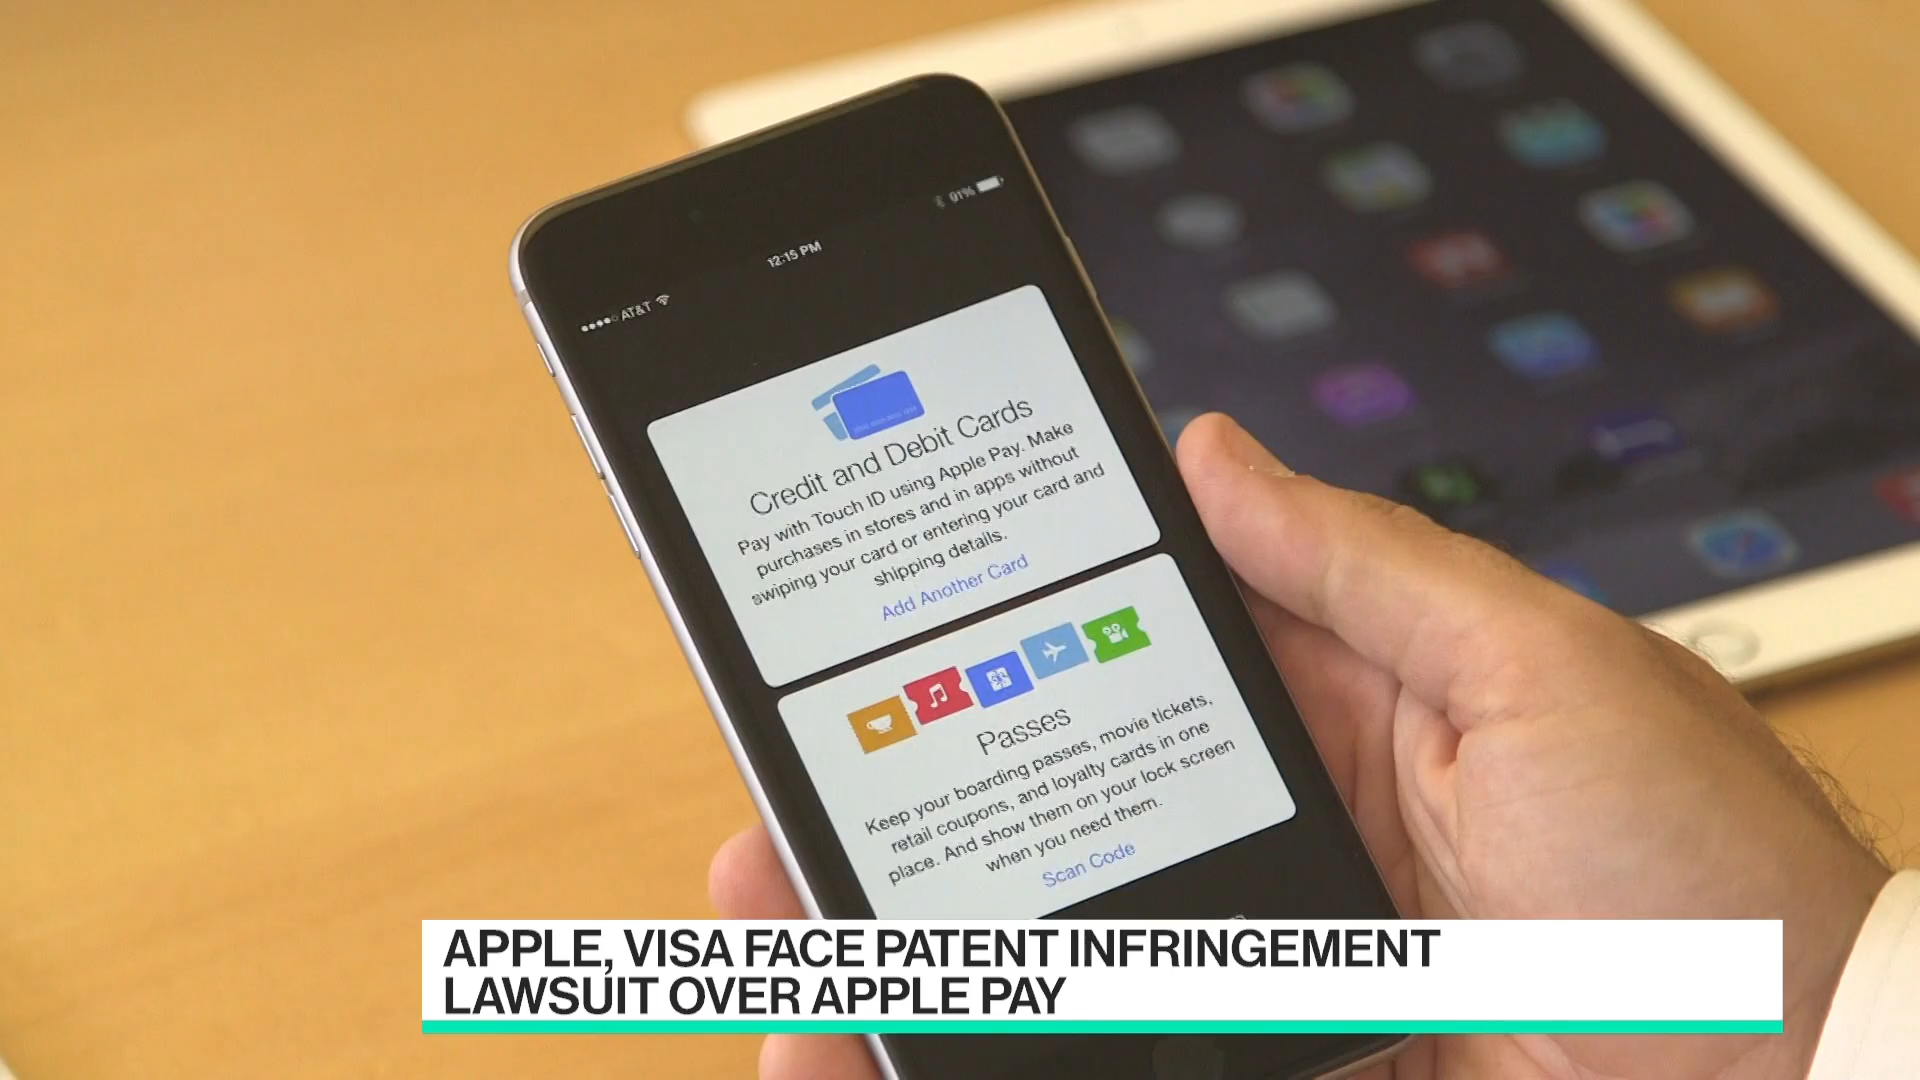 91%
12:15 PM
AT&T
Credit and Debit Cards
Pay with Touch ID using Apple Pay. Make
purchases in stores and in apps without
swiping your card or entering your card and
shipping details.
Add Another Card
Passes
Keep your boarding passes, movie tickets,
retail coupons, and loyalty cards in one
place. And show them on your lock screen
when you need them.
Scan Code
APPLE, VISA FACE PATENT INFRINGEMENT
LAWSUIT OVER APPLE PAY